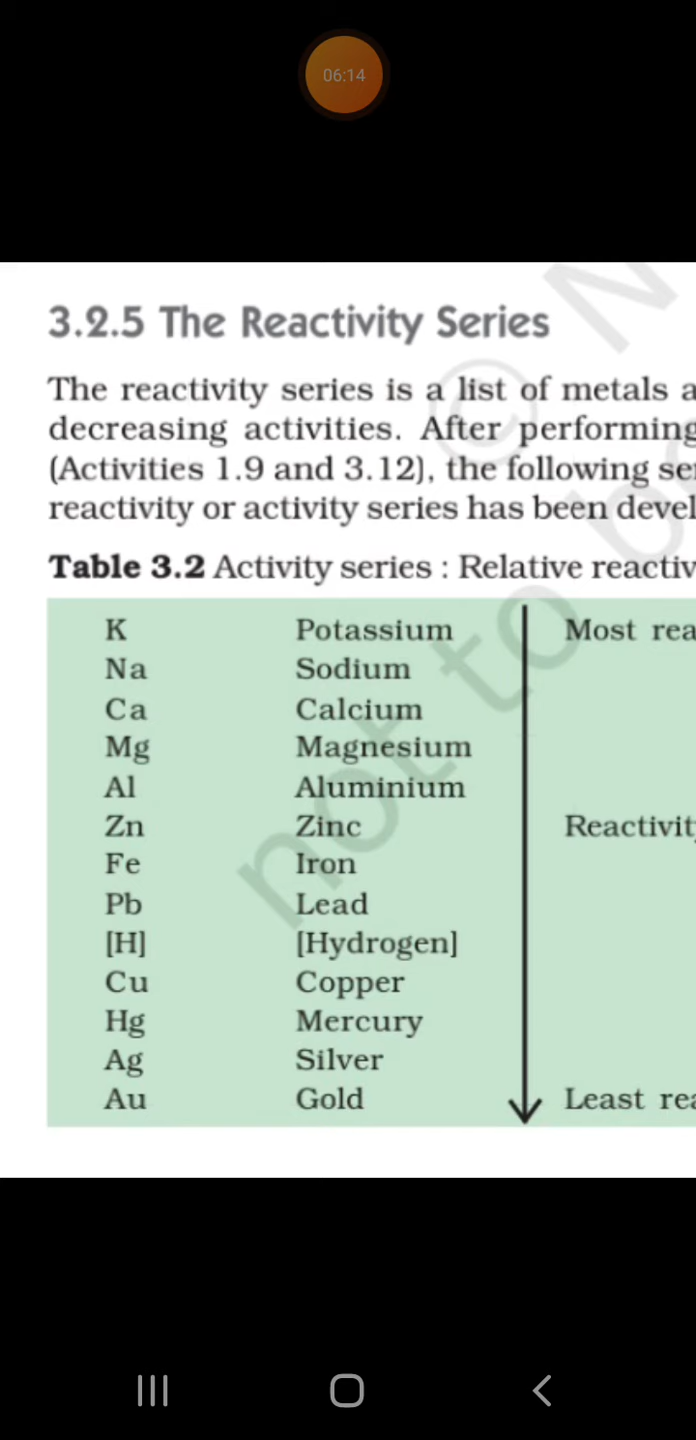 06:14
3.2.5 The Reactivity Series
The reactivity series is a list of metals a
decreasing activities. After performing
(Activities 1.9 and 3.12), the following se
reactivity or activity series has been devel
Table 3.2 Activity series : Relative reactiv
K Potassium Most rea
Na Sodium
Ca Calcium
Mg Magnesium
Al Aluminium
Zn Zinc Reactivit
Fe Iron
Pb Lead
[H] [Hydrogen]
Cu Copper
Hg Mercury
Ag Silver
Au Gold Least rea
© N
not to be